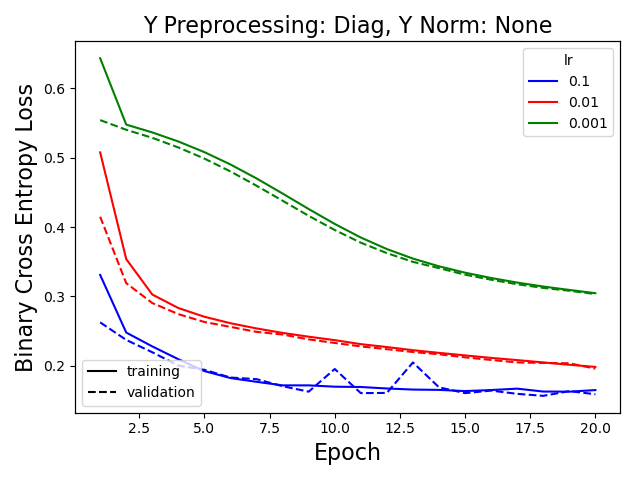 Y Preprocessing: Diag, Y Norm: None
Binary Cross Entropy Loss
0.6
0.5
0.4
0.3
0.2
lr
0.1
0.01
0.001
training
validation
2.5 5.0 7.5 10.0 12.5 15.0 17.5 20.0
Epoch